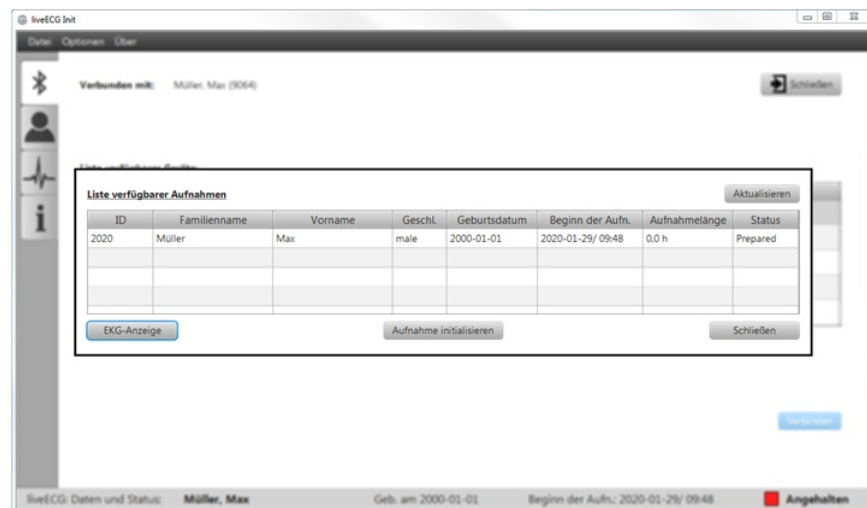 liveECG Init
Datei Optionen Über
Verbunden mit: Müller, Max (9064) Schließen
Liste verfügbarer Geräte:
Liste verfügbarer Aufnahmen Aktualisieren
ID Familienname Vorname Geschl. Geburtsdatum Beginn der Aufn. Aufnahmelänge Status
2020 Müller Max male 2000-01-01 2020-01-29/ 09:48 0,0 h Prepared
EKG-Anzeige Aufnahme initialisieren Schließen
Verbinden
liveECG: Daten und Status: Müller, Max Geb. am 2000-01-01 Beginn der Aufn.: 2020-01-29/ 09:48 Angehalten